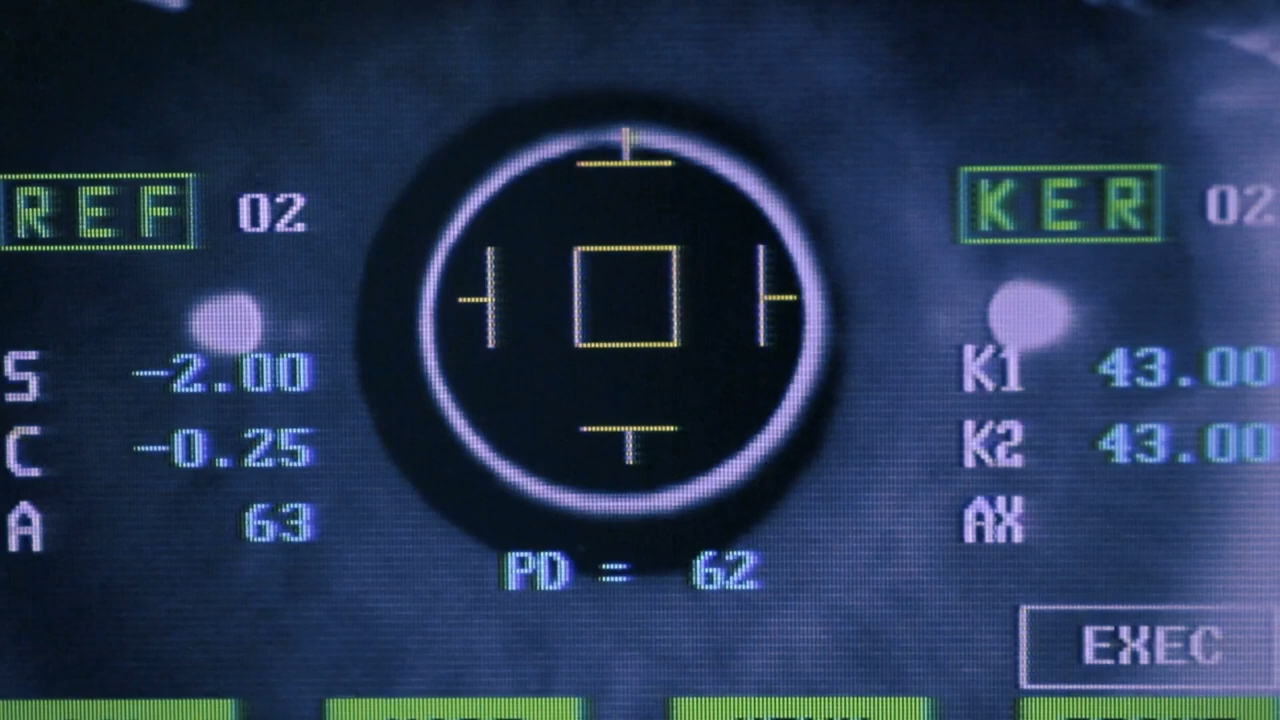 REF 02 KER 02
S -2.00 K1 43.00
C -0.25 K2 43.00
A 63 AX
PD = 62
EXEC